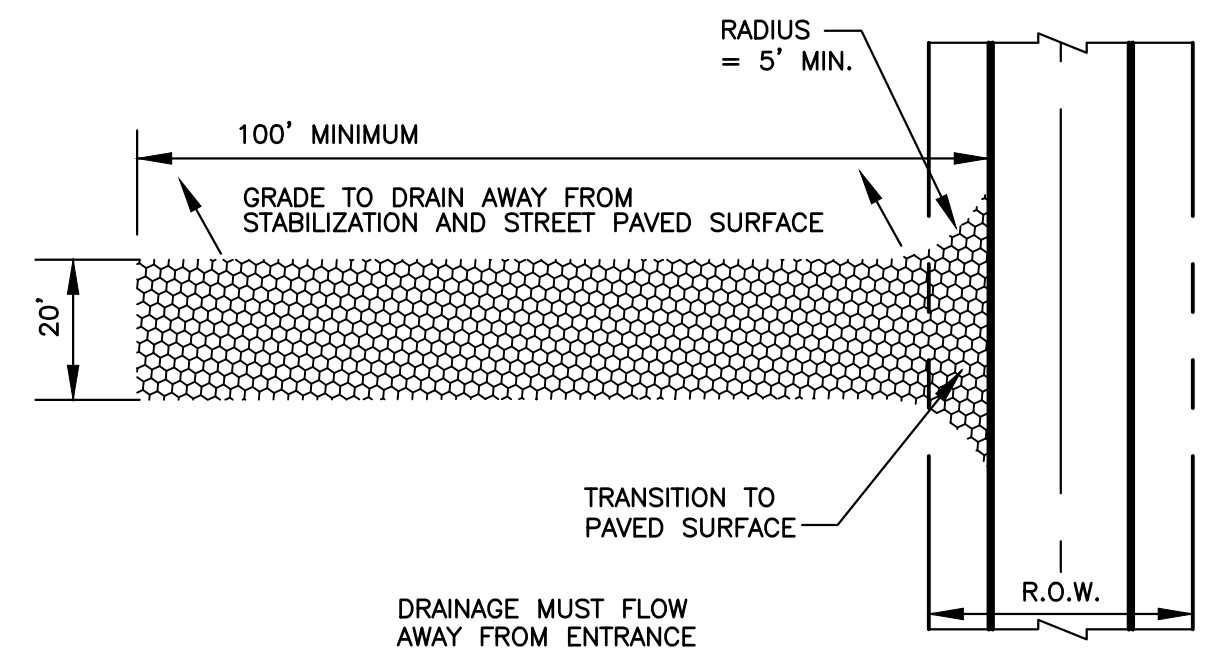 RADIUS
= 5' MIN.
100' MINIMUM
GRADE TO DRAIN AWAY FROM
STABILIZATION AND STREET PAVED SURFACE
20'
TRANSITION TO
PAVED SURFACE
R.O.W.
DRAINAGE MUST FLOW
AWAY FROM ENTRANCE